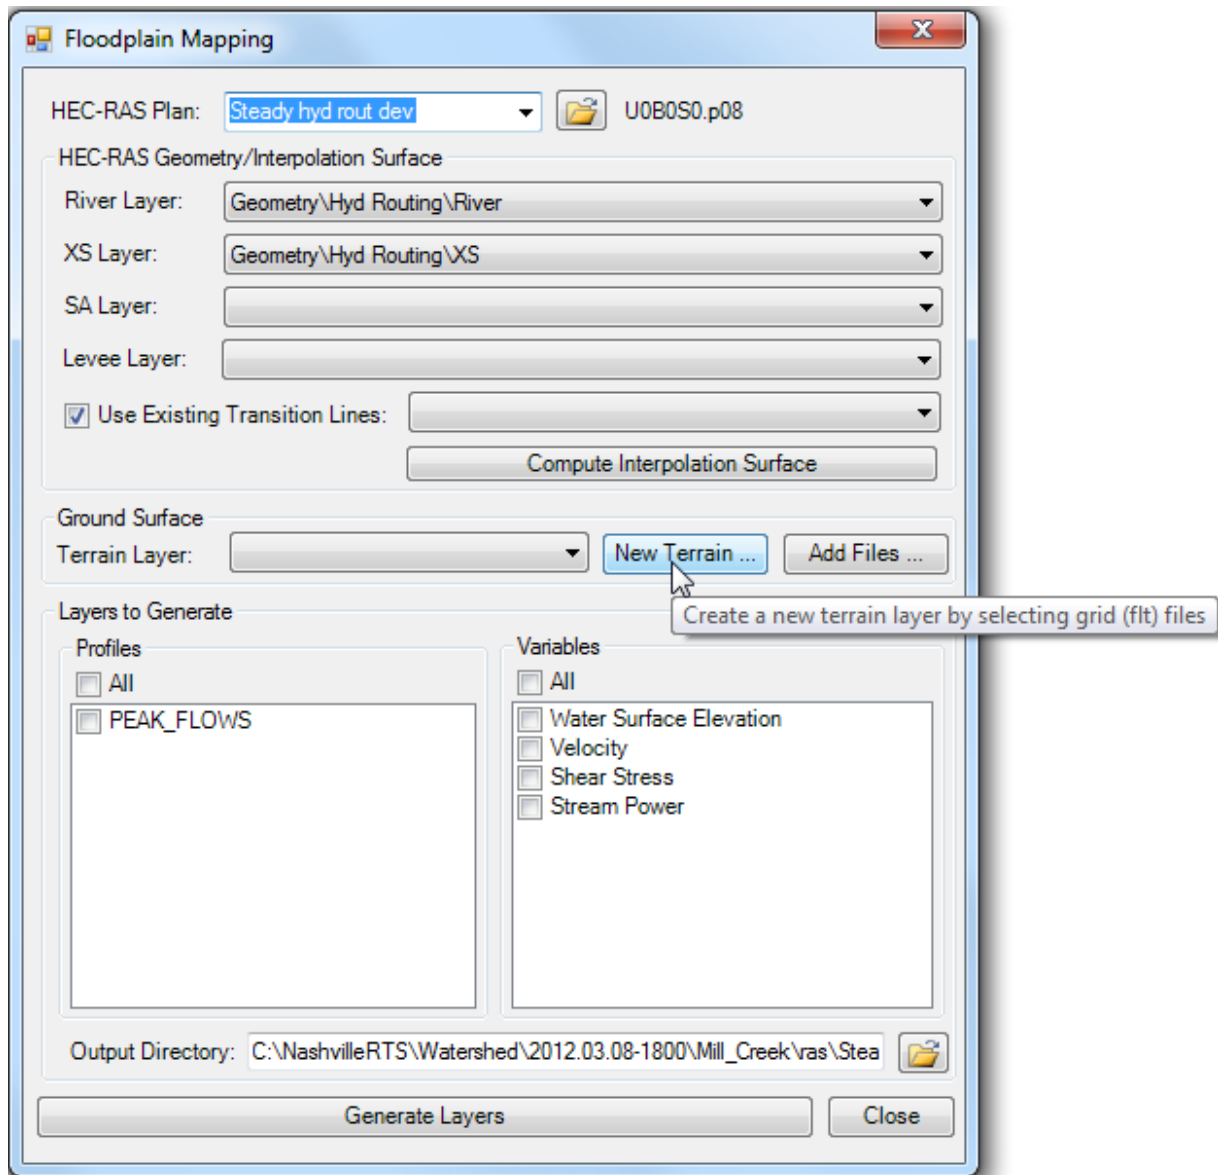 Floodplain Mapping
HEC-RAS Plan: Steady hyd rout dev U0B0S0.p08
HEC-RAS Geometry/Interpolation Surface
River Layer: Geometry\Hyd Routing\River
XS Layer: Geometry\Hyd Routing\XS
SA Layer:
Levee Layer:
Use Existing Transition Lines:
Compute Interpolation Surface
Ground Surface
Terrain Layer: New Terrain ... Add Files ...
Create a new terrain layer by selecting grid (flt) files
Layers to Generate
Profiles
All
PEAK_FLOWS
Variables
All
Water Surface Elevation
Velocity
Shear Stress
Stream Power
Output Directory: C:\NashvilleRTS\Watershed\2012.03.08-1800\Mill_Creek\ras\Stea
Generate Layers Close